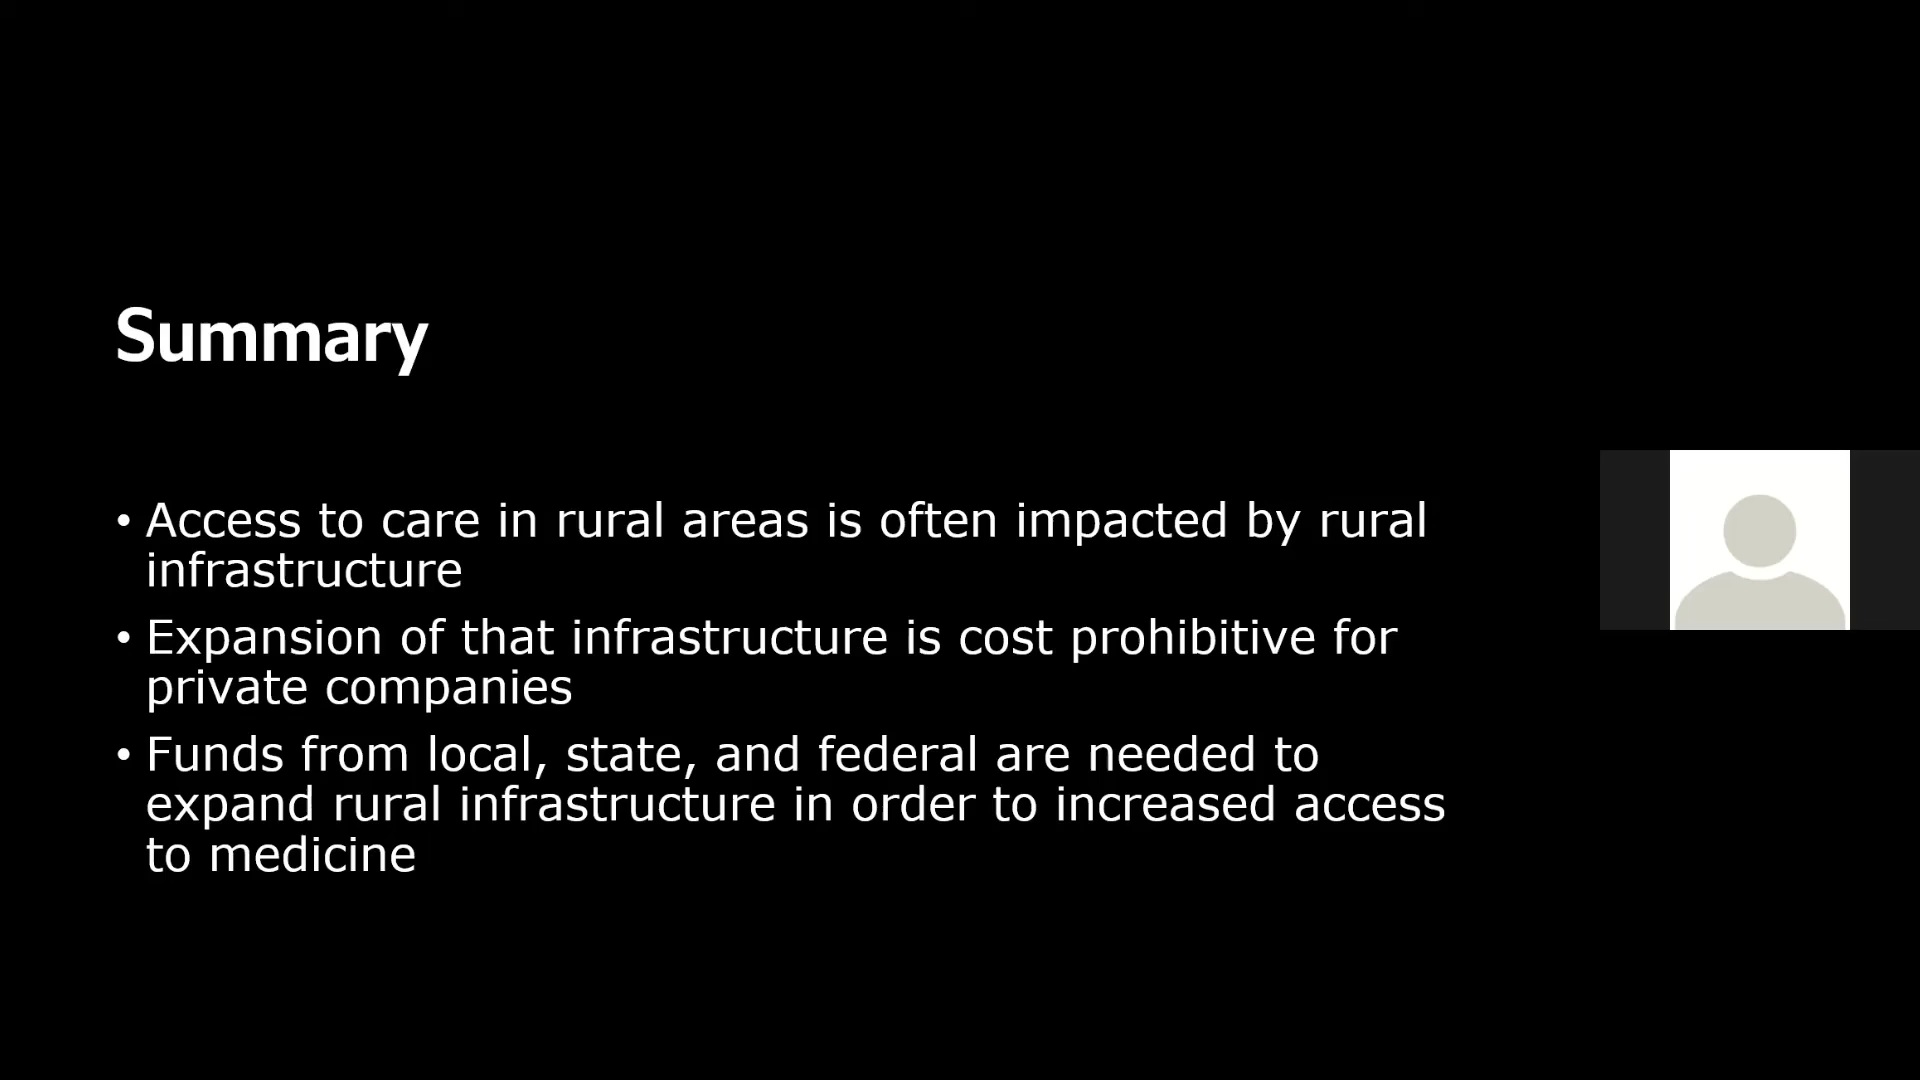 Summary
• Access to care in rural areas is often impacted by rural
infrastructure
• Expansion of that infrastructure is cost prohibitive for
private companies
• Funds from local, state, and federal are needed to
expand rural infrastructure in order to increased access
to medicine